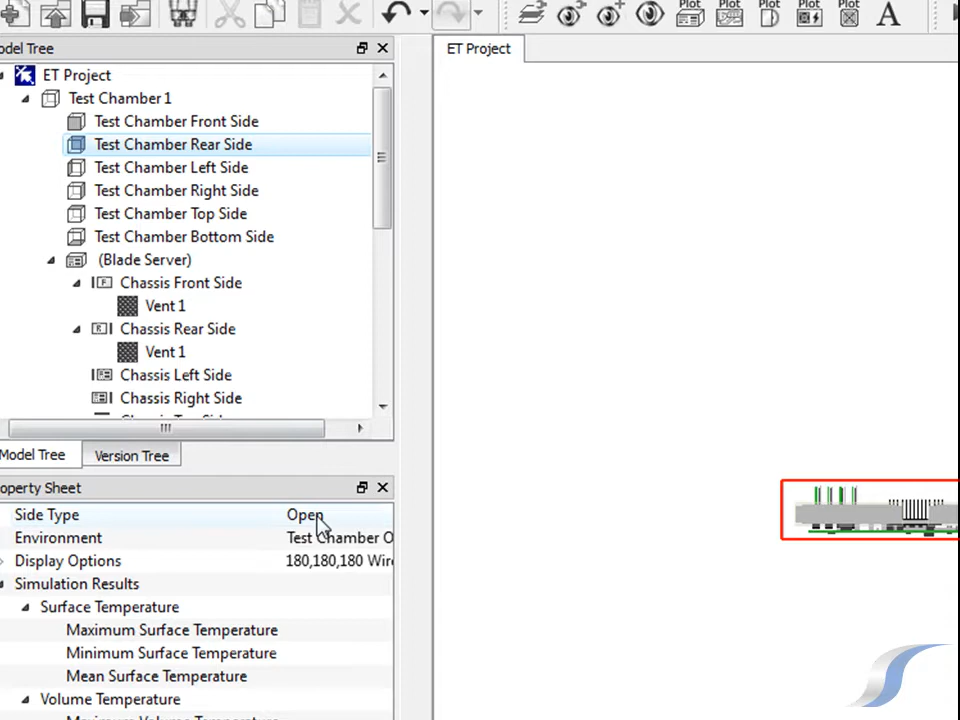 Plot Plot Plot Plot Plot A
odel Tree
ET Project
ET Project
Test Chamber 1
Test Chamber Front Side
Test Chamber Rear Side
Test Chamber Left Side
Test Chamber Right Side
Test Chamber Top Side
Test Chamber Bottom Side
(Blade Server)
Chassis Front Side
Vent 1
Chassis Rear Side
Vent 1
Chassis Left Side
Chassis Right Side
Model Tree Version Tree
operty Sheet
Side Type Open
Environment Test Chamber O
Display Options 180,180,180 Wire
Simulation Results
Surface Temperature
Maximum Surface Temperature
Minimum Surface Temperature
Mean Surface Temperature
Volume Temperature